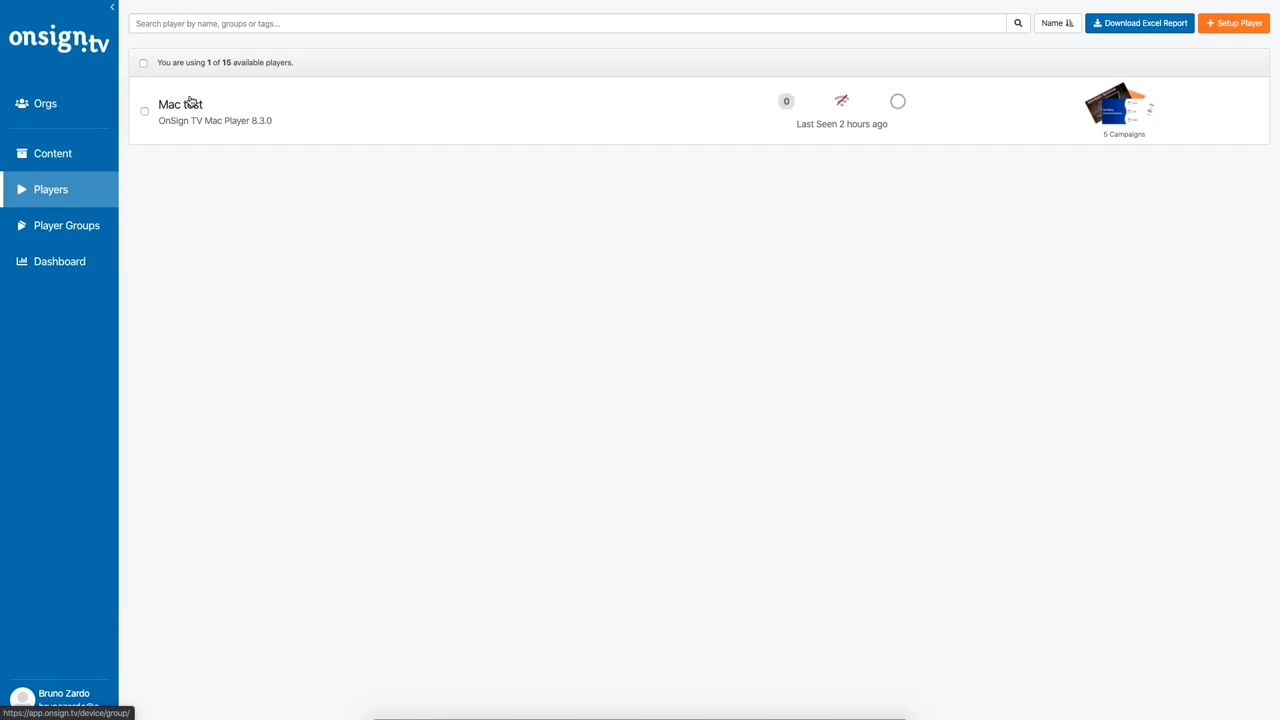 onsign.tv
Search player by name, groups or tags...
Name
Download Excel Report
+ Setup Player
You are using 1 of 15 available players.
Orgs
Mac test
OnSign TV Mac Player 8.3.0
0
Last Seen 2 hours ago
5 Campaigns
Content
Players
Player Groups
Dashboard
Bruno Zardo
https://app.onsign.tv/device/group/